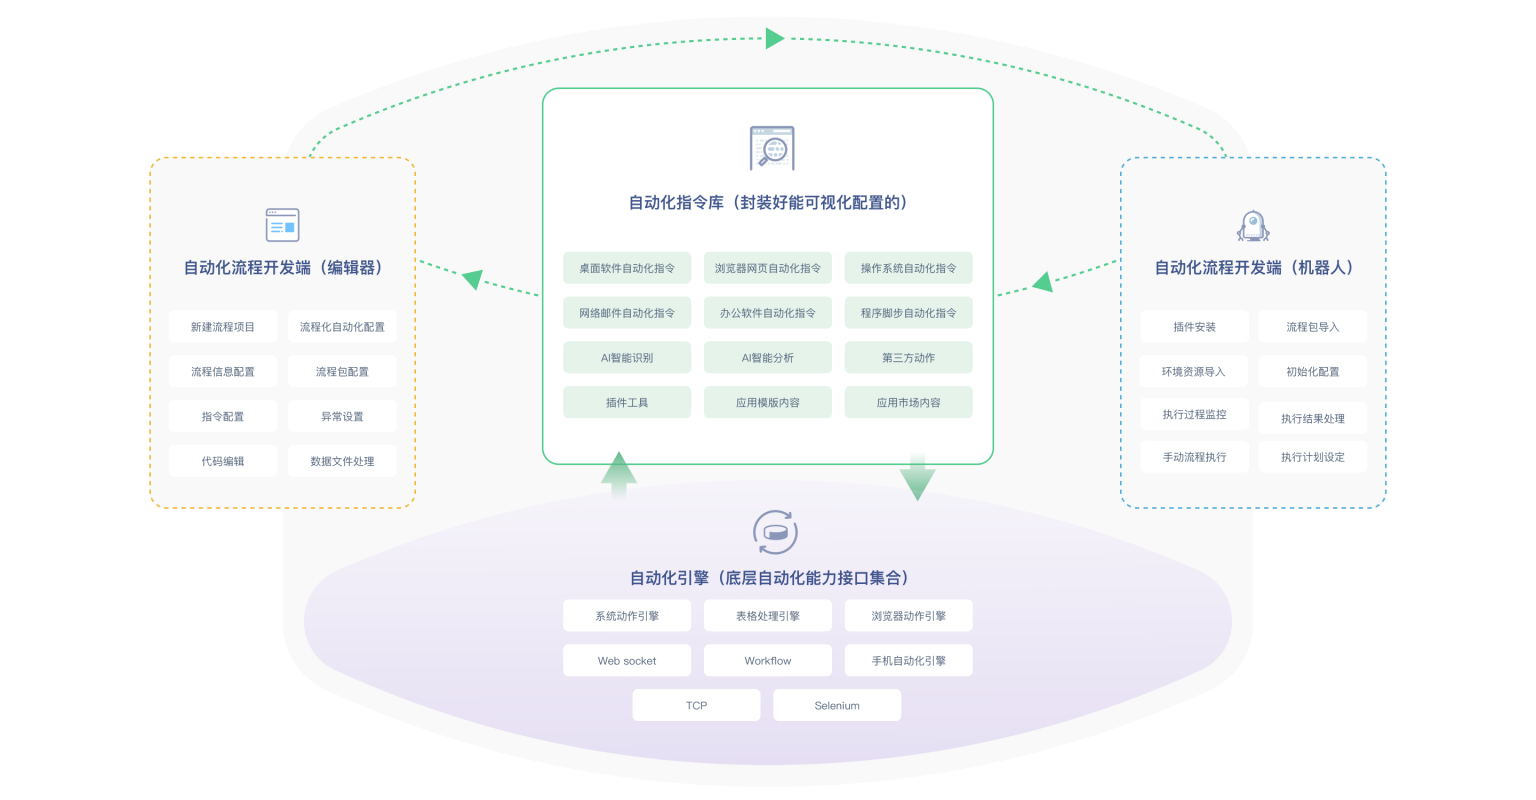 自动化指令库（封装好能可视化配置的）
桌面软件自动化指令
浏览器网页自动化指令
操作系统自动化指令
网络邮件自动化指令
办公软件自动化指令
程序脚步自动化指令
AI智能识别
AI智能分析
第三方动作
插件工具
应用模版内容
应用市场内容
自动化流程开发端（编辑器）
新建流程项目
流程化自动化配置
流程信息配置
流程包配置
指令配置
异常设置
代码编辑
数据文件处理
自动化流程开发端（机器人）
插件安装
流程包导入
环境资源导入
初始化配置
执行过程监控
执行结果处理
手动流程执行
执行计划设定
自动化引擎（底层自动化能力接口集合）
系统动作引擎
表格处理引擎
浏览器动作引擎
Web socket
Workflow
手机自动化引擎
TCP
Selenium